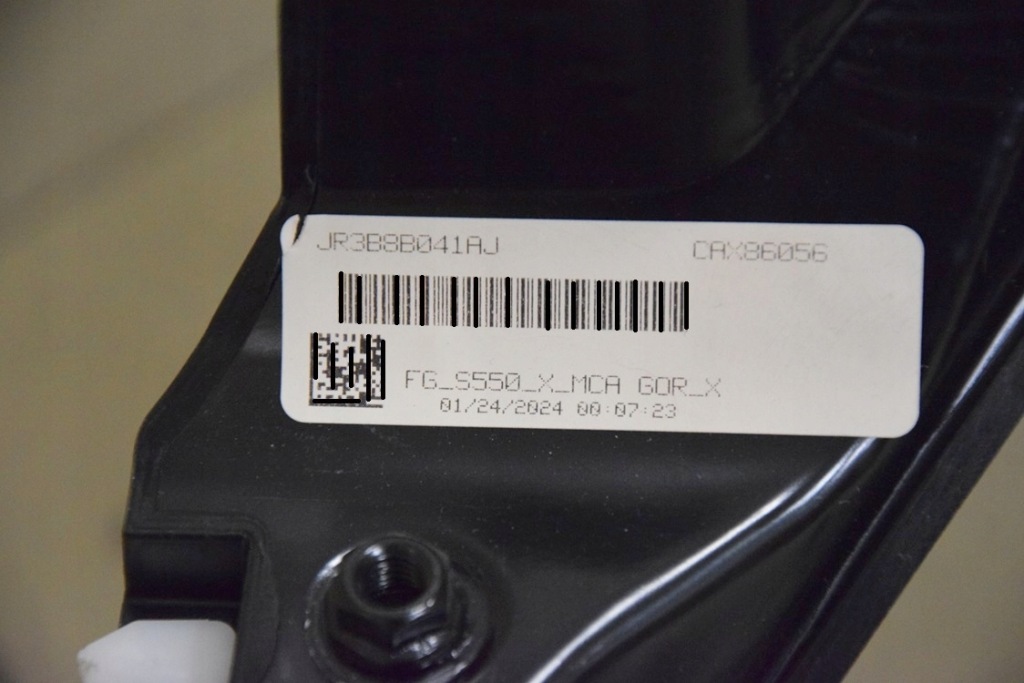 JR3B8B041AJ CAX86056
FG_S550_X_MCA GOR_X
01/24/2024 00:07:23